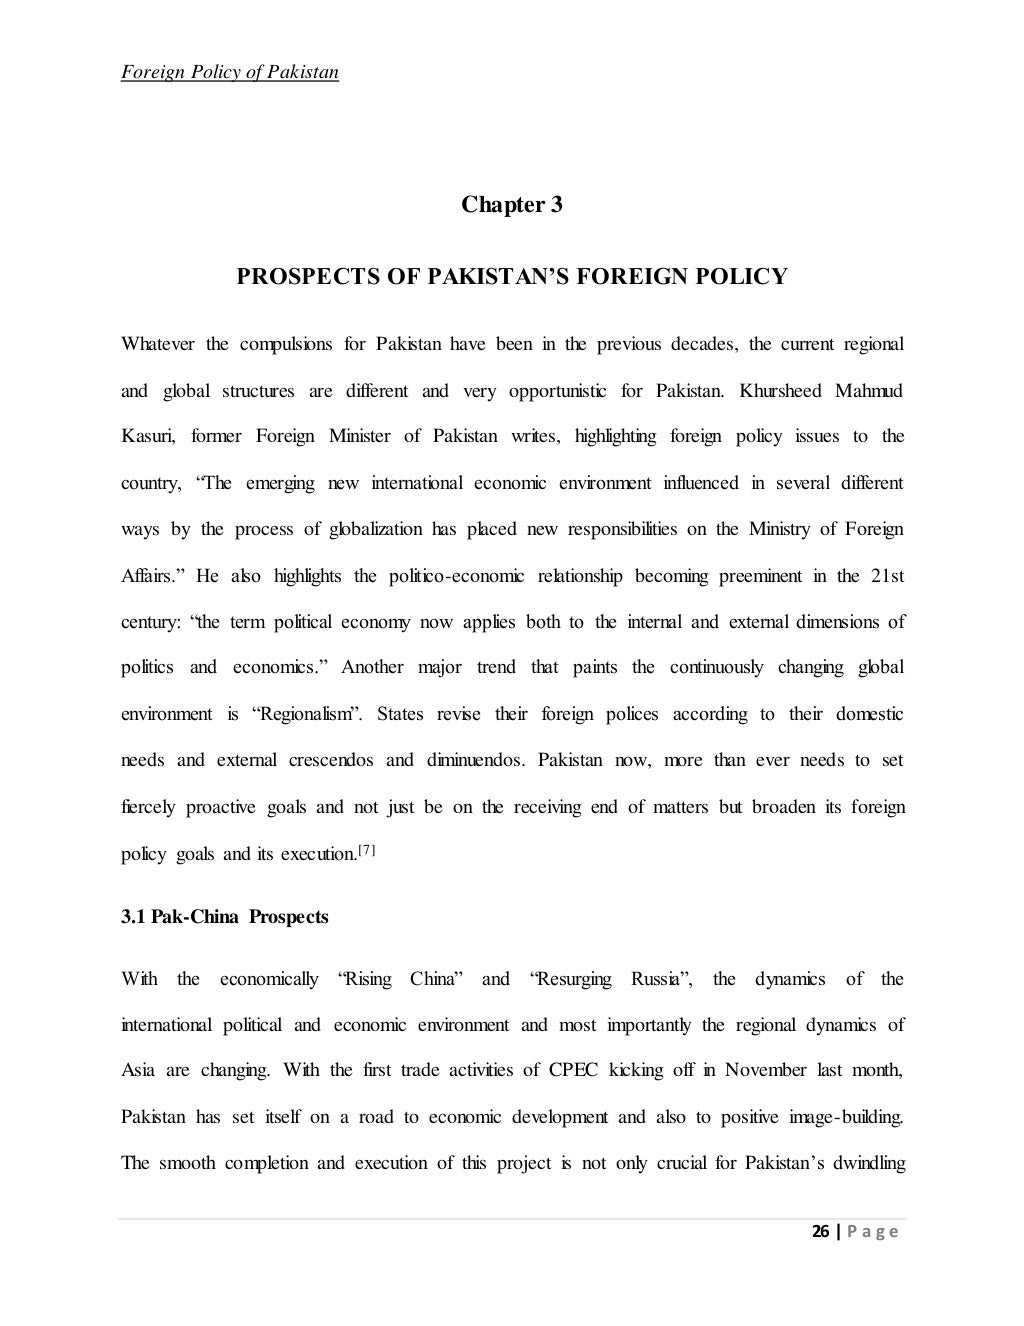 Foreign Policy of Pakistan
Chapter 3
PROSPECTS OF PAKISTAN’S FOREIGN POLICY
Whatever the compulsions for Pakistan have been in the previous decades, the current regional
and global structures are different and very opportunistic for Pakistan. Khursheed Mahmud
Kasuri, former Foreign Minister of Pakistan writes, highlighting foreign policy issues to the
country, “The emerging new international economic environment influenced in several different
ways by the process of globalization has placed new responsibilities on the Ministry of Foreign
Affairs.” He also highlights the politico-economic relationship becoming preeminent in the 21st
century: “the term political economy now applies both to the internal and external dimensions of
politics and economics.” Another major trend that paints the continuously changing global
environment is “Regionalism”. States revise their foreign polices according to their domestic
needs and external crescendos and diminuendos. Pakistan now, more than ever needs to set
fiercely proactive goals and not just be on the receiving end of matters but broaden its foreign
policy goals and its execution.[7]
3.1 Pak-China Prospects
With the economically “Rising China” and “Resurging Russia”, the dynamics of the
international political and economic environment and most importantly the regional dynamics of
Asia are changing. With the first trade activities of CPEC kicking off in November last month,
Pakistan has set itself on a road to economic development and also to positive image-building.
The smooth completion and execution of this project is not only crucial for Pakistan’s dwindling
26 | Page